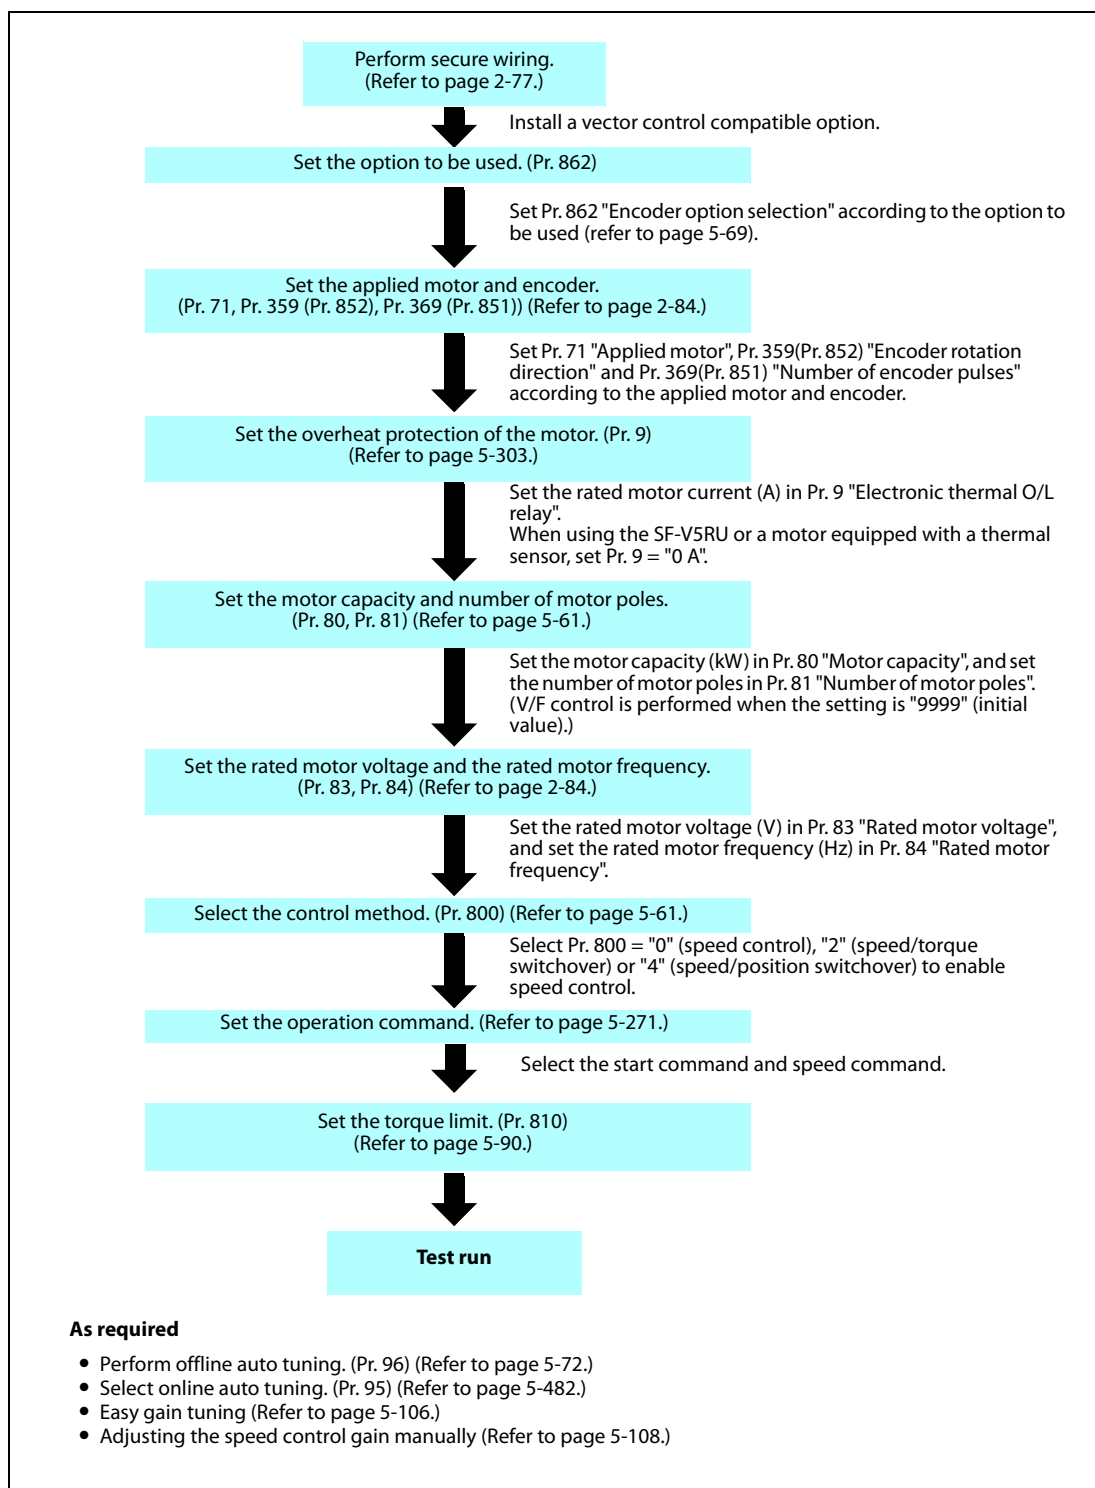 Perform secure wiring.
(Refer to page 2-77.)
Install a vector control compatible option.
Set the option to be used. (Pr. 862)
Set Pr. 862 "Encoder option selection" according to the option to
be used (refer to page 5-69).
Set the applied motor and encoder.
(Pr. 71, Pr. 359 (Pr. 852), Pr. 369 (Pr. 851)) (Refer to page 2-84.)
Set Pr. 71 "Applied motor", Pr. 359(Pr. 852) "Encoder rotation
direction" and Pr. 369(Pr. 851) "Number of encoder pulses"
according to the applied motor and encoder.
Set the overheat protection of the motor. (Pr. 9)
(Refer to page 5-303.)
Set the rated motor current (A) in Pr. 9 "Electronic thermal O/L
relay".
When using the SF-V5RU or a motor equipped with a thermal
sensor, set Pr. 9 = "0 A".
Set the motor capacity and number of motor poles.
(Pr. 80, Pr. 81) (Refer to page 5-61.)
Set the motor capacity (kW) in Pr. 80 "Motor capacity", and set
the number of motor poles in Pr. 81 "Number of motor poles".
(V/F control is performed when the setting is "9999" (initial
value).)
Set the rated motor voltage and the rated motor frequency.
(Pr. 83, Pr. 84) (Refer to page 2-84.)
Set the rated motor voltage (V) in Pr. 83 "Rated motor voltage",
and set the rated motor frequency (Hz) in Pr. 84 "Rated motor
frequency".
Select the control method. (Pr. 800) (Refer to page 5-61.)
Select Pr. 800 = "0" (speed control), "2" (speed/torque
switchover) or "4" (speed/position switchover) to enable
speed control.
Set the operation command. (Refer to page 5-271.)
Select the start command and speed command.
Set the torque limit. (Pr. 810)
(Refer to page 5-90.)
Test run
As required
● Perform offline auto tuning. (Pr. 96) (Refer to page 5-72.)
● Select online auto tuning. (Pr. 95) (Refer to page 5-482.)
● Easy gain tuning (Refer to page 5-106.)
● Adjusting the speed control gain manually (Refer to page 5-108.)